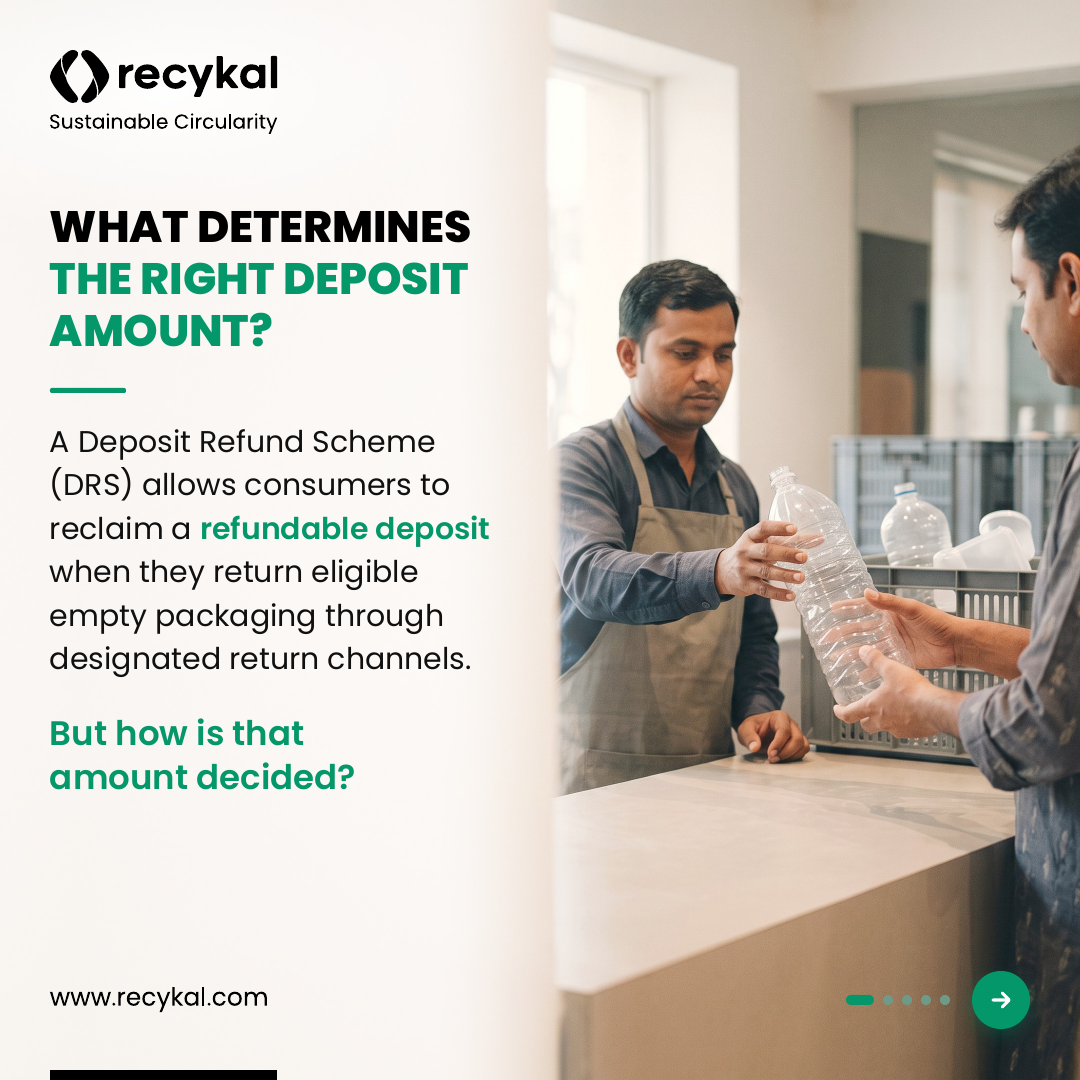 recykal
Sustainable Circularity
WHAT DETERMINES
THE RIGHT DEPOSIT
AMOUNT?
A Deposit Refund Scheme
(DRS) allows consumers to
reclaim a refundable deposit
when they return eligible
empty packaging through
designated return channels.
But how is that
amount decided?
www.recykal.com